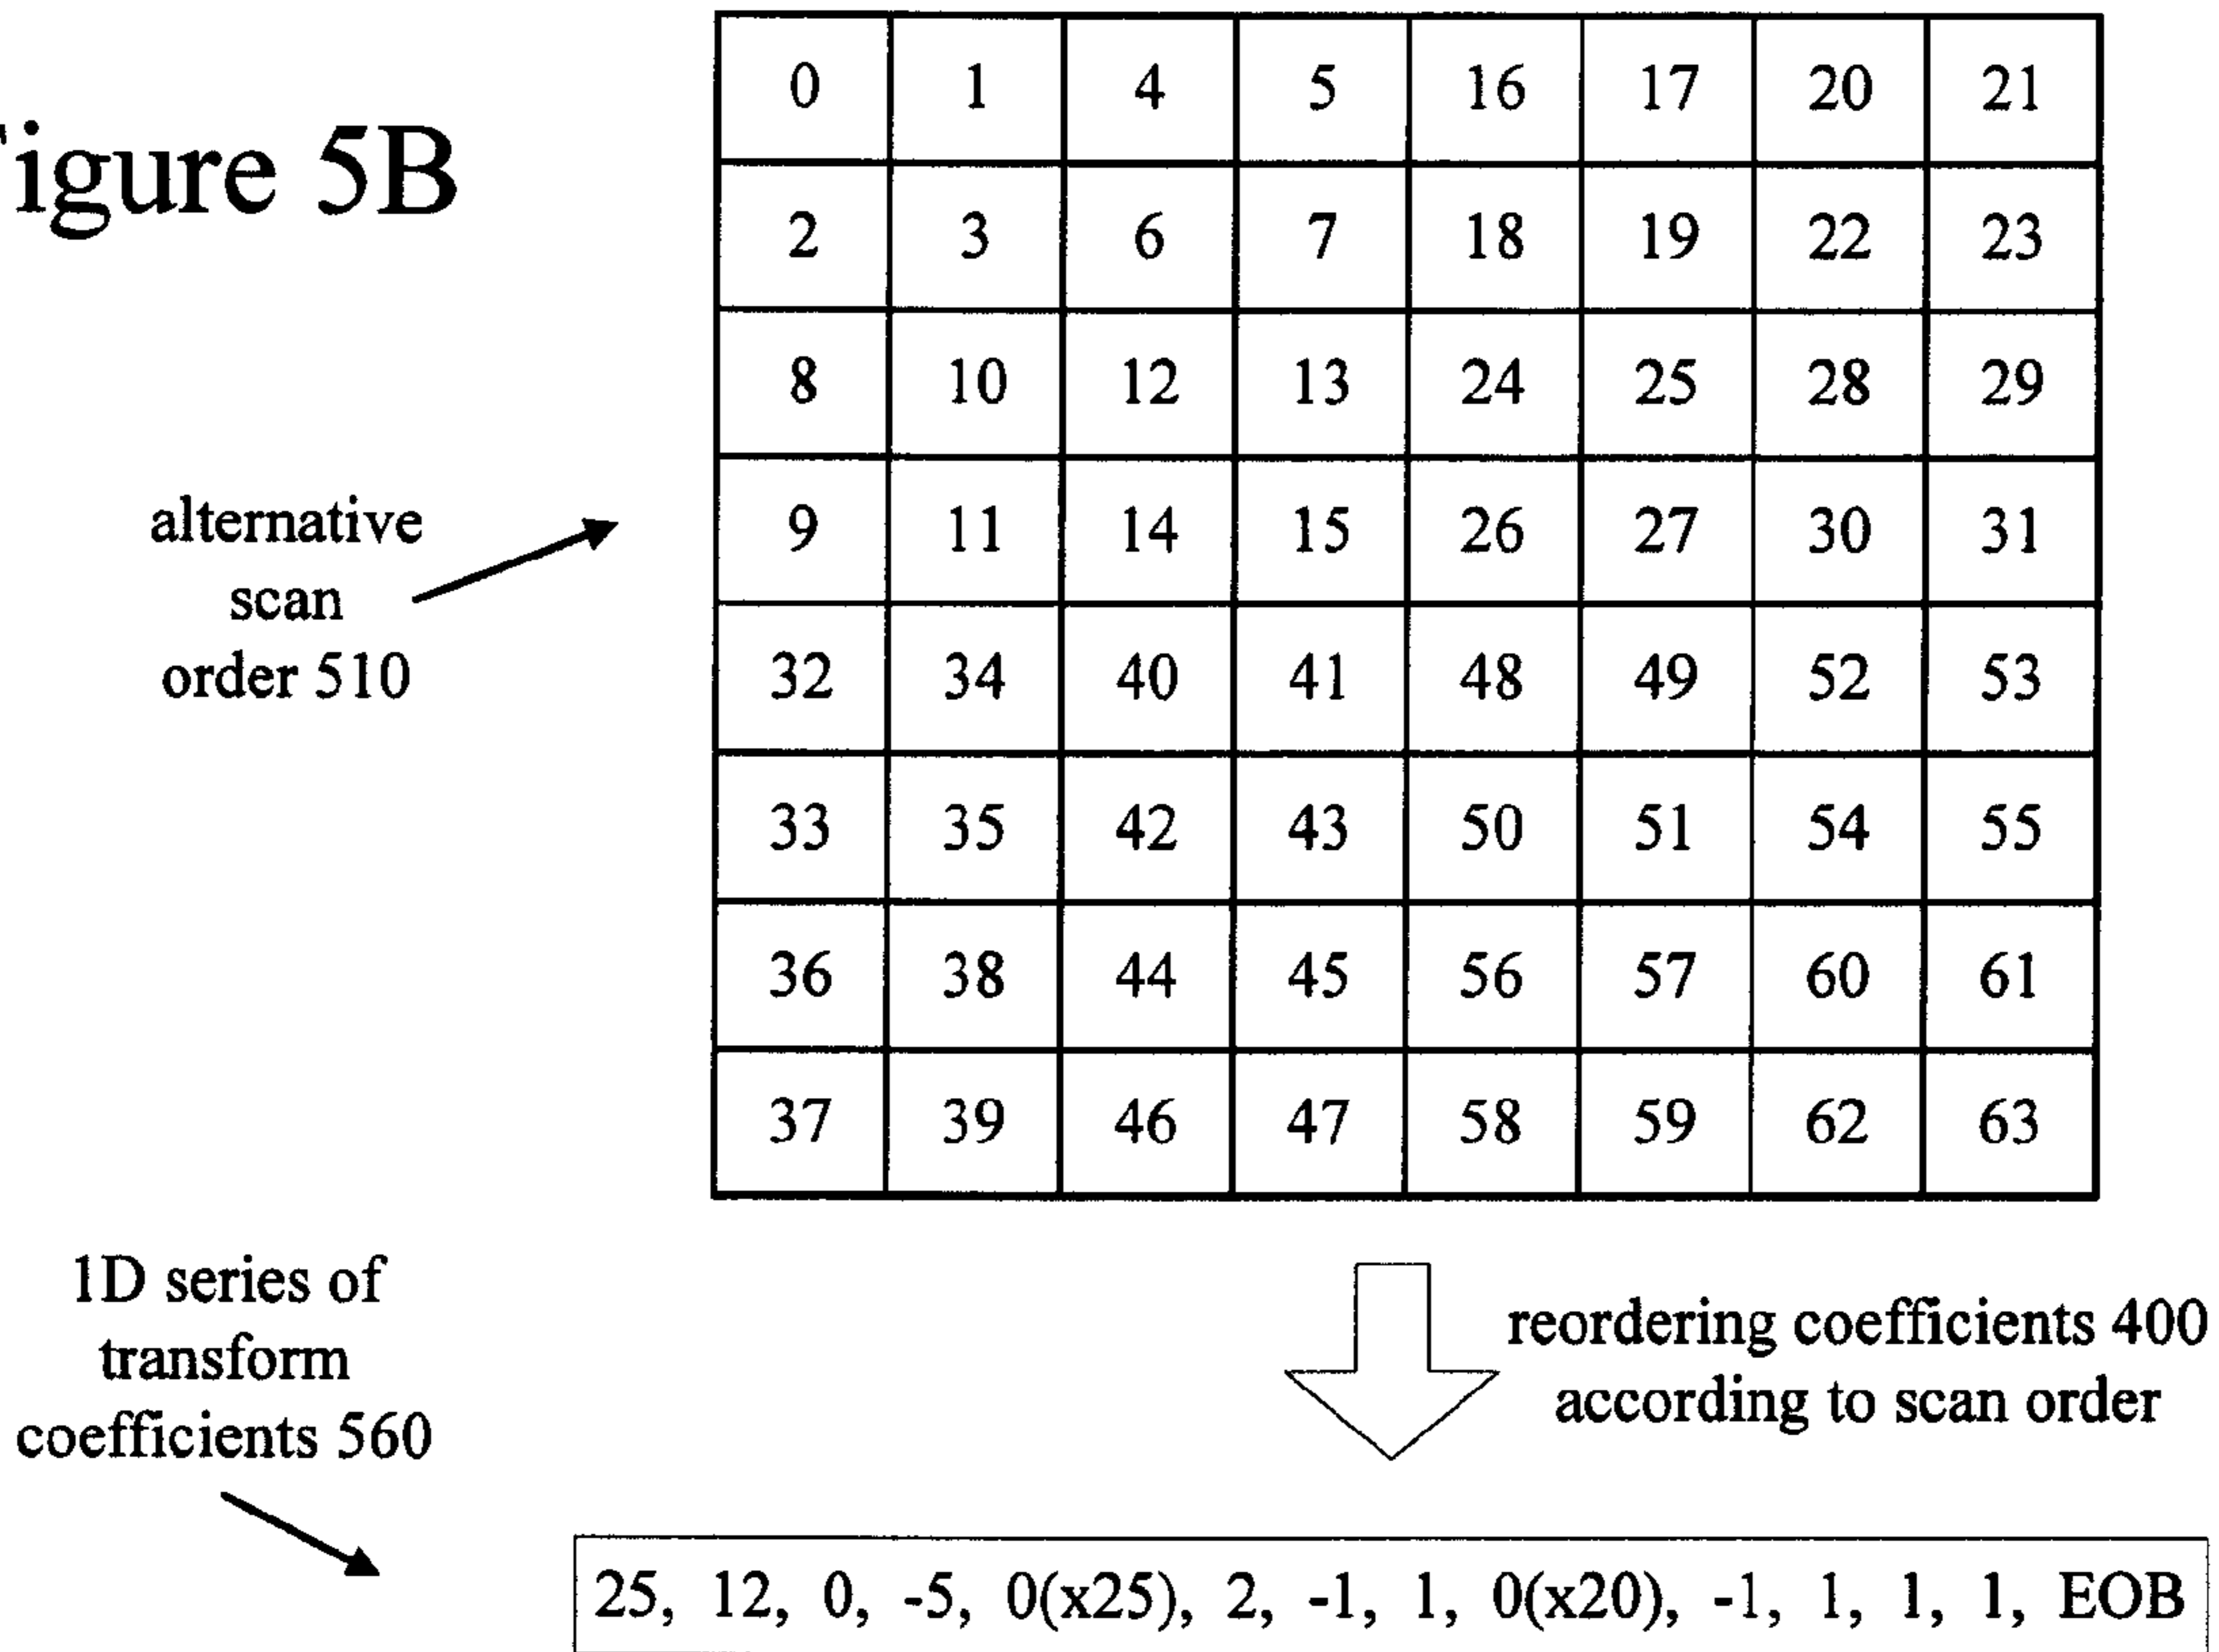 igure 5B
0 1 4 5 16 17 20 21
2 3 6 7 18 19 22 23
8 10 12 13 24 25 28 29
9 11 14 15 26 27 30 31
32 34 40 41 48 49 52 53
33 35 42 43 50 51 54 55
36 38 44 45 56 57 60 61
37 39 46 47 58 59 62 63
alternative
scan
order 510
1D series of
transform
coefficients 560
reordering coefficients 400
according to scan order
25, 12, 0, -5, 0(x25), 2, -1, 1, 0(x20), -1, 1, 1, 1, EOB